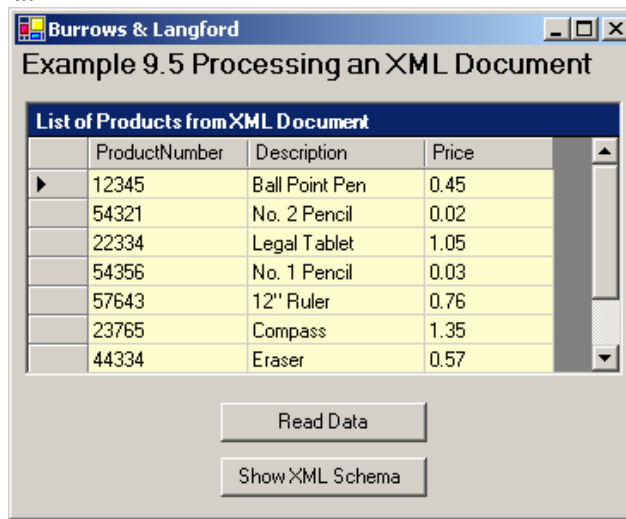 Burrows & Langford
Example 9.5 Processing an XML Document
List of Products from XML Document
ProductNumber Description Price
12345 Ball Point Pen 0.45
54321 No. 2 Pencil 0.02
22334 Legal Tablet 1.05
54356 No. 1 Pencil 0.03
57643 12" Ruler 0.76
23765 Compass 1.35
44334 Eraser 0.57
Read Data
Show XML Schema